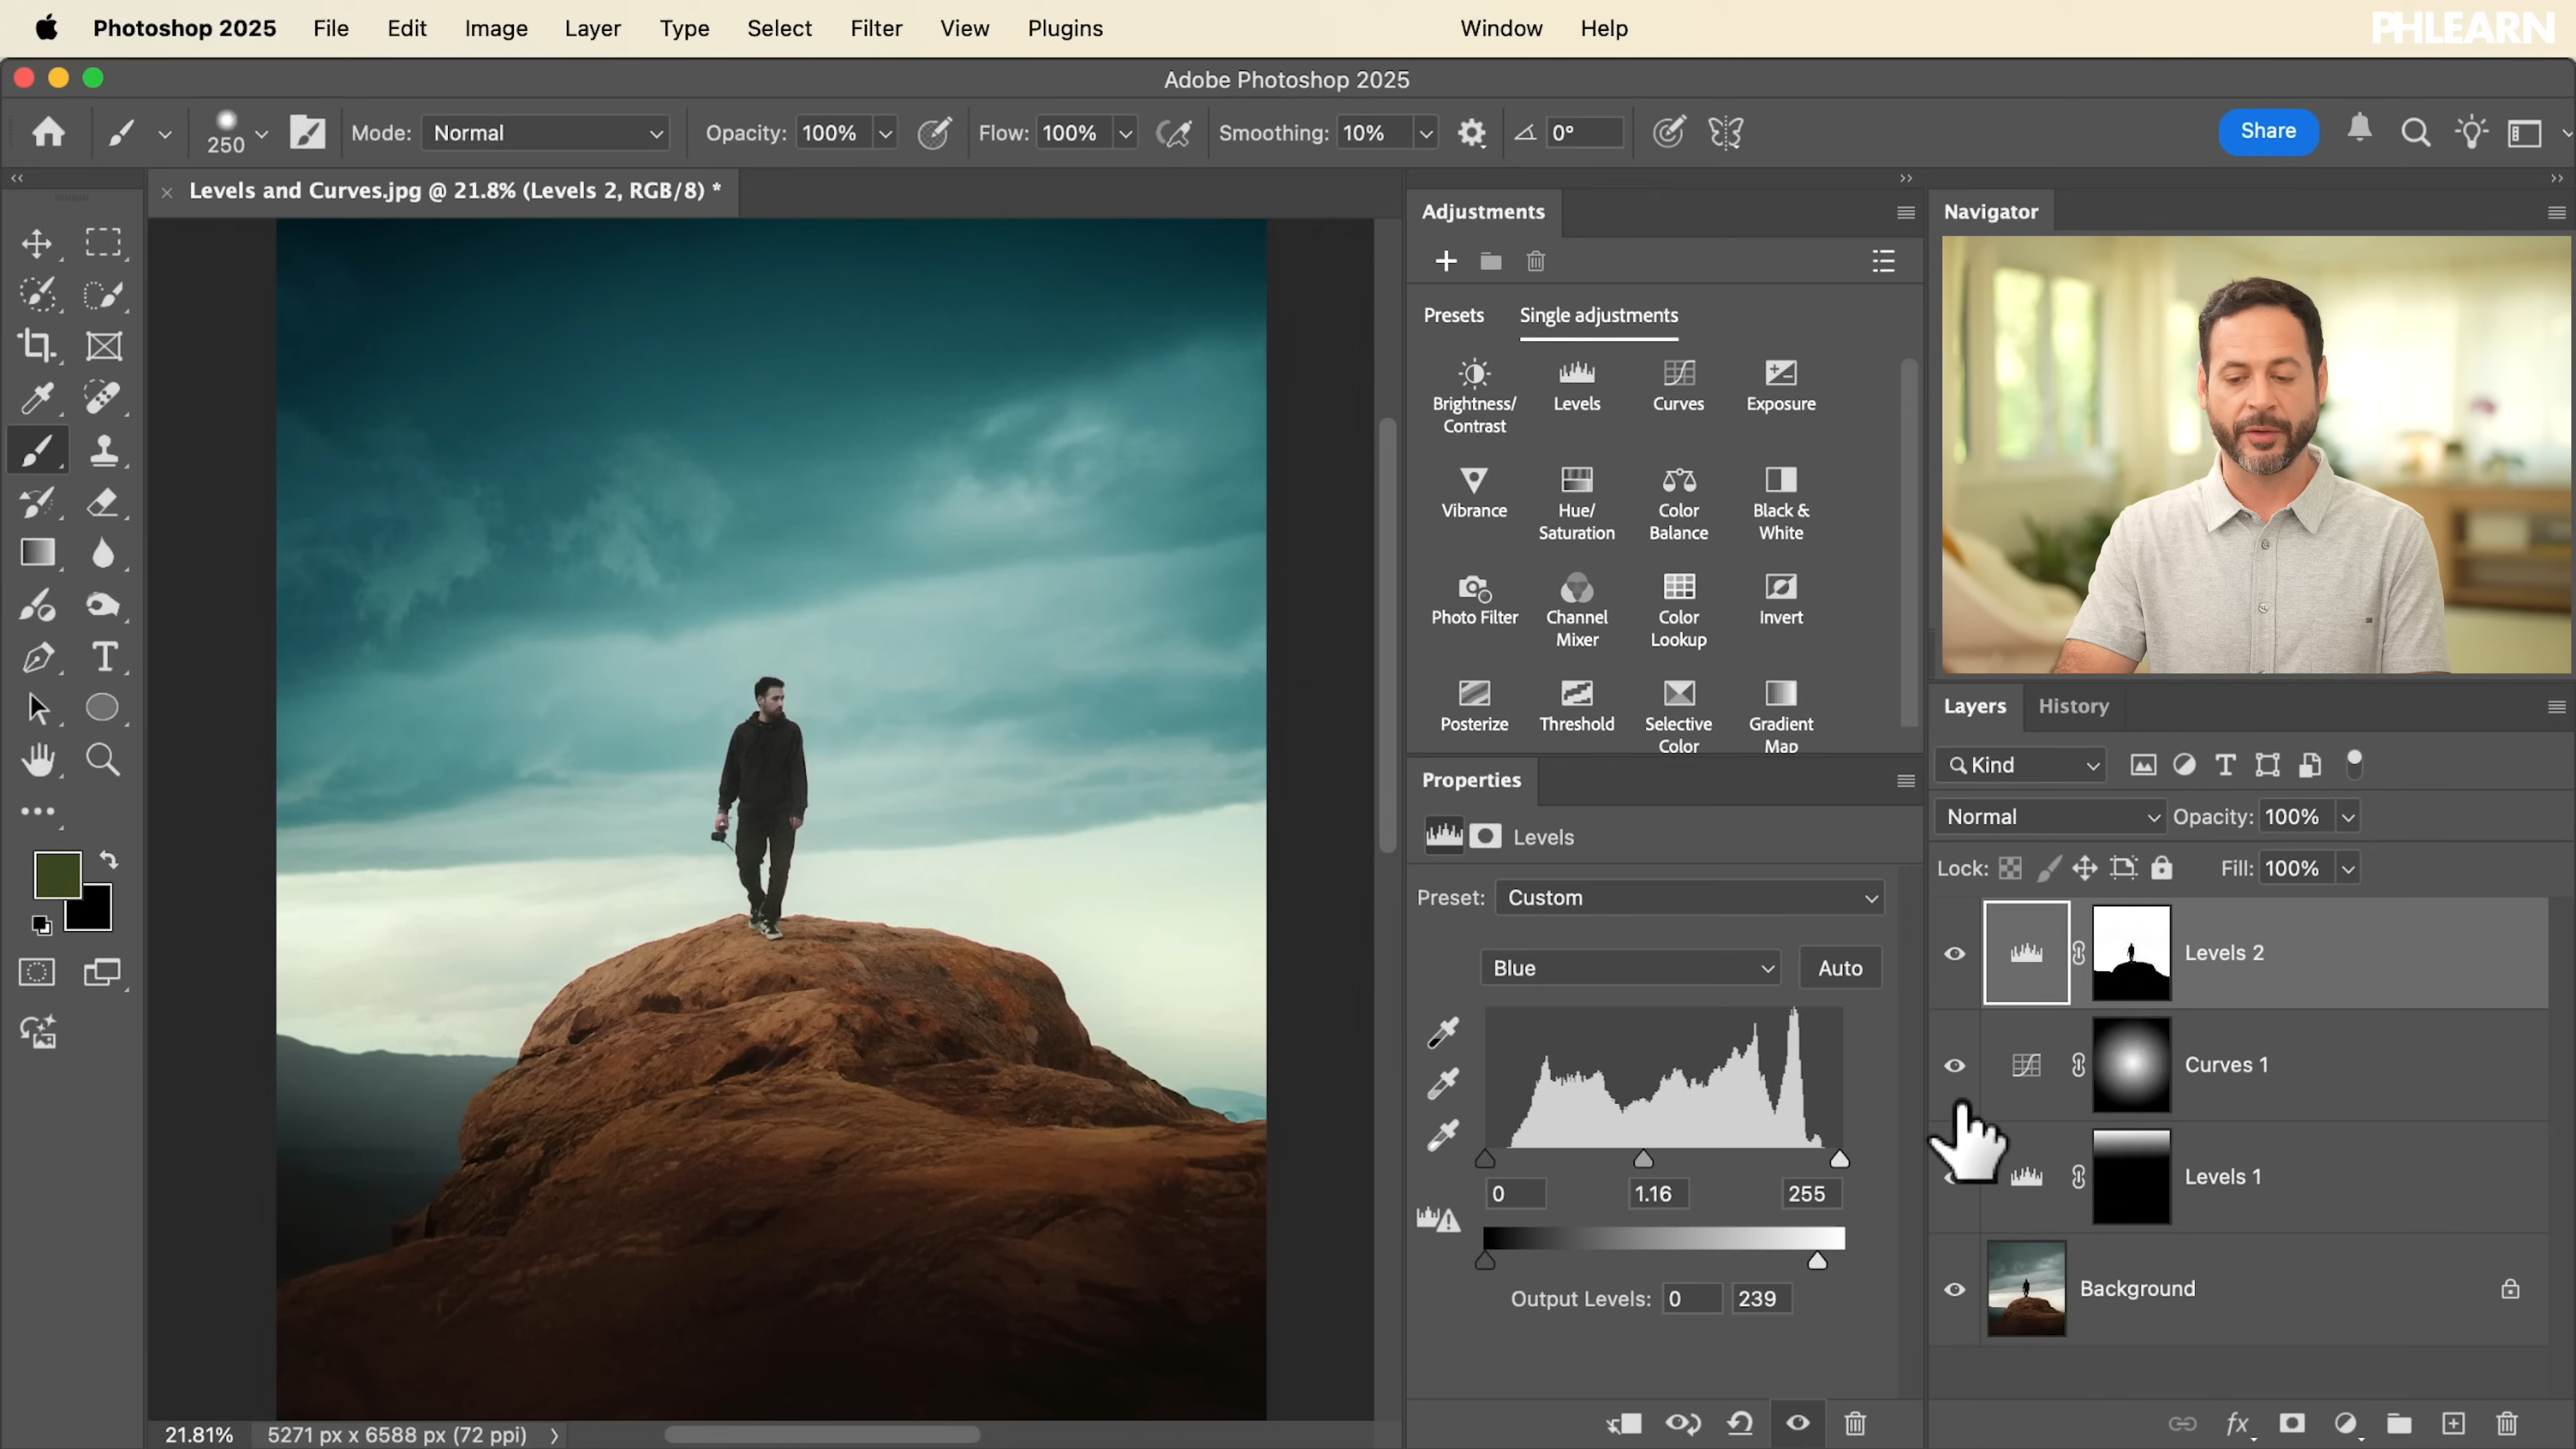 Photoshop 2025 File Edit Image Layer Type Select Filter View Plugins Window Help
PHLEARN
Adobe Photoshop 2025
250 Mode: Normal Opacity: 100% Flow: 100% Smoothing: 10% 0° Share
Levels and Curves.jpg @ 21.8% (Levels 2, RGB/8) *
Adjustments
Presets Single adjustments
Brightness/
Contrast
Levels
Curves
Exposure
Vibrance
Hue/
Saturation
Color
Balance
Black &
White
Photo Filter
Channel
Mixer
Color
Lookup
Invert
Posterize
Threshold
Selective
Color
Gradient
Map
Properties
Levels
Preset: Custom
Blue Auto
0 1.16 255
Output Levels: 0 239
Navigator
Layers History
Kind
Normal Opacity: 100%
Lock: Fill: 100%
Levels 2
Curves 1
Levels 1
Background
21.81% 5271 px x 6588 px (72 ppi)